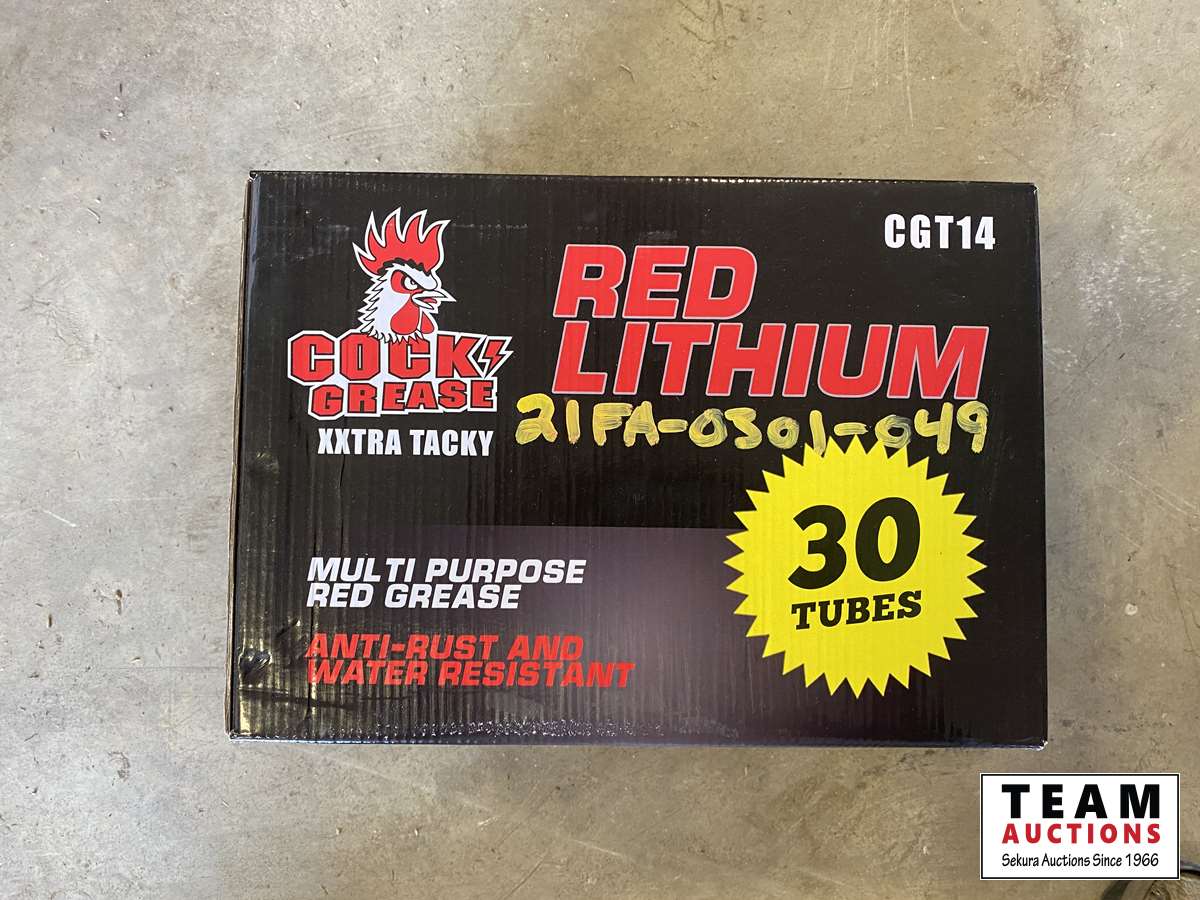 CGT14
RED
LITHIUM
COCK
GREASE
XXTRA TACKY
21FA-0301-049
30
TUBES
MULTI PURPOSE
RED GREASE
ANTI-RUST AND
WATER RESISTANT
TEAM
AUCTIONS
Sekura Auctions Since 1966